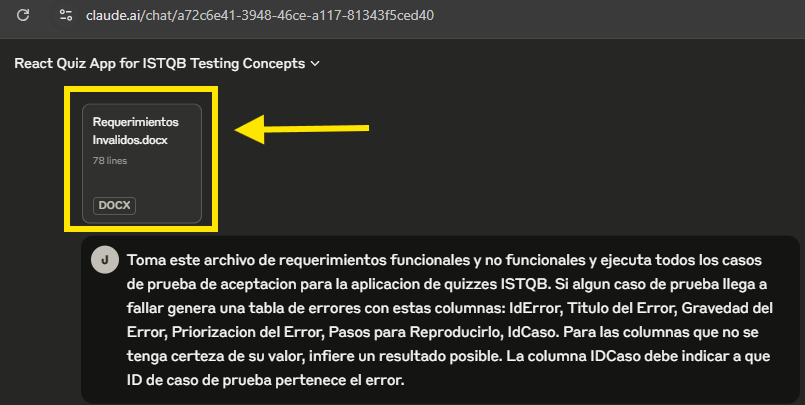 claude.ai/chat/a72c6e41-3948-46ce-a117-81343f5ced40
React Quiz App for ISTQB Testing Concepts
Requerimientos
Invalidos.docx
78 lines
DOCX
J
Toma este archivo de requerimientos funcionales y no funcionales y ejecuta todos los casos
de prueba de aceptacion para la aplicacion de quizzes ISTQB. Si algun caso de prueba llega a
fallar genera una tabla de errores con estas columnas: IdError, Titulo del Error, Gravedad del
Error, Priorizacion del Error, Pasos para Reproducirlo, IdCaso. Para las columnas que no se
tenga certeza de su valor, infiere un resultado posible. La columna IDCaso debe indicar a que
ID de caso de prueba pertenece el error.